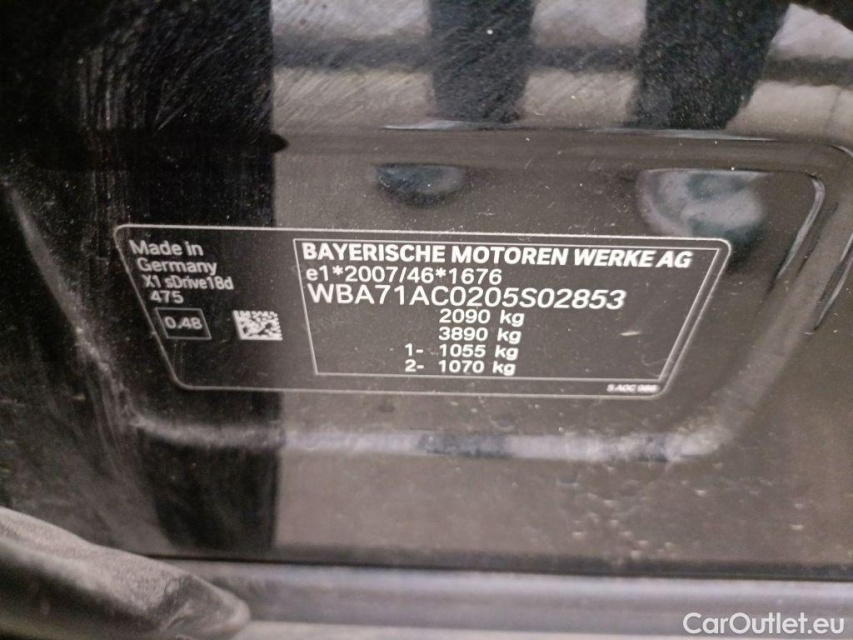 Made in
Germany
X1 sDrive18d
475
0.48
BAYERISCHE MOTOREN WERKE AG
e1*2007/46*1676
WBA71AC0205S02853
2090 kg
3890 kg
1- 1055 kg
2- 1070 kg
CarOutlet.eu